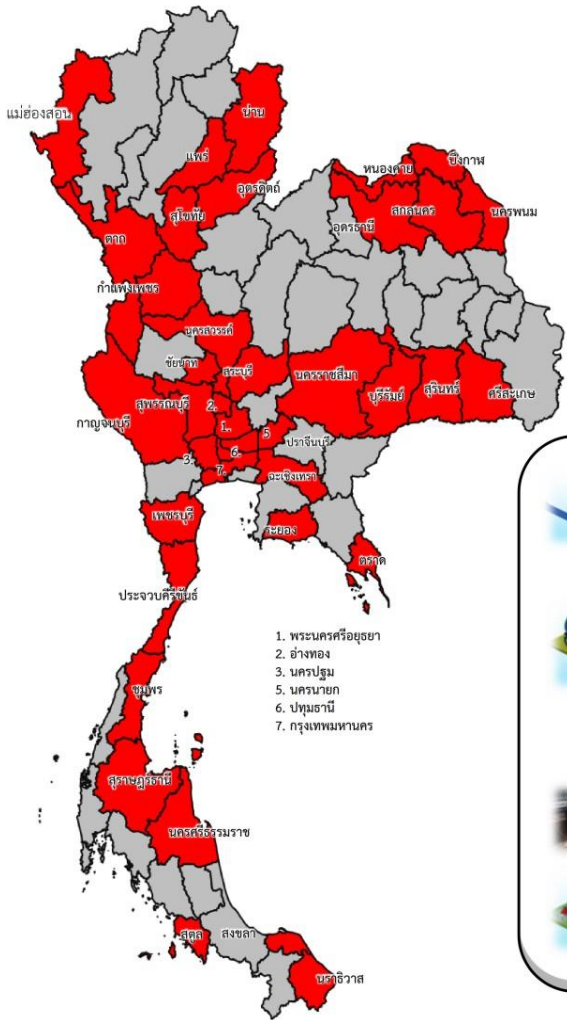 แม่ฮ่องสอน
น่าน
แพร่
อุตรดิตถ์
สุโขทัย
ตาก
กำแพงเพชร
หนองคาย
บึงกาฬ
สกลนคร
นครพนม
อุดรธานี
นครสวรรค์
ชัยนาท
สระบุรี
นครราชสีมา
บุรีรัมย์
สุรินทร์
ศรีสะเกษ
สุพรรณบุรี
กาญจนบุรี
2.
1.
5
3.
6.
7.
ปราจีนบุรี
ฉะเชิงเทรา
เพชรบุรี
ระยอง
ตราด
ประจวบคีรีขันธ์
1. พระนครศรีอยุธยา
2. อ่างทอง
3. นครปฐม
5. นครนายก
6. ปทุมธานี
7. กรุงเทพมหานคร
ชุมพร
สุราษฎร์ธานี
นครศรีธรรมราช
สตูล
สงขลา
นราธิวาส